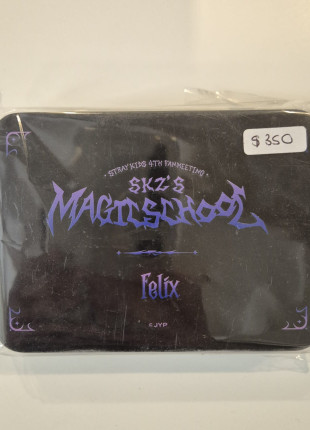 $ 350
· STRAY KIDS 4TH FANMEETING ·
SKZ'S
MAGIC SCHOOL
Felix
© JYP